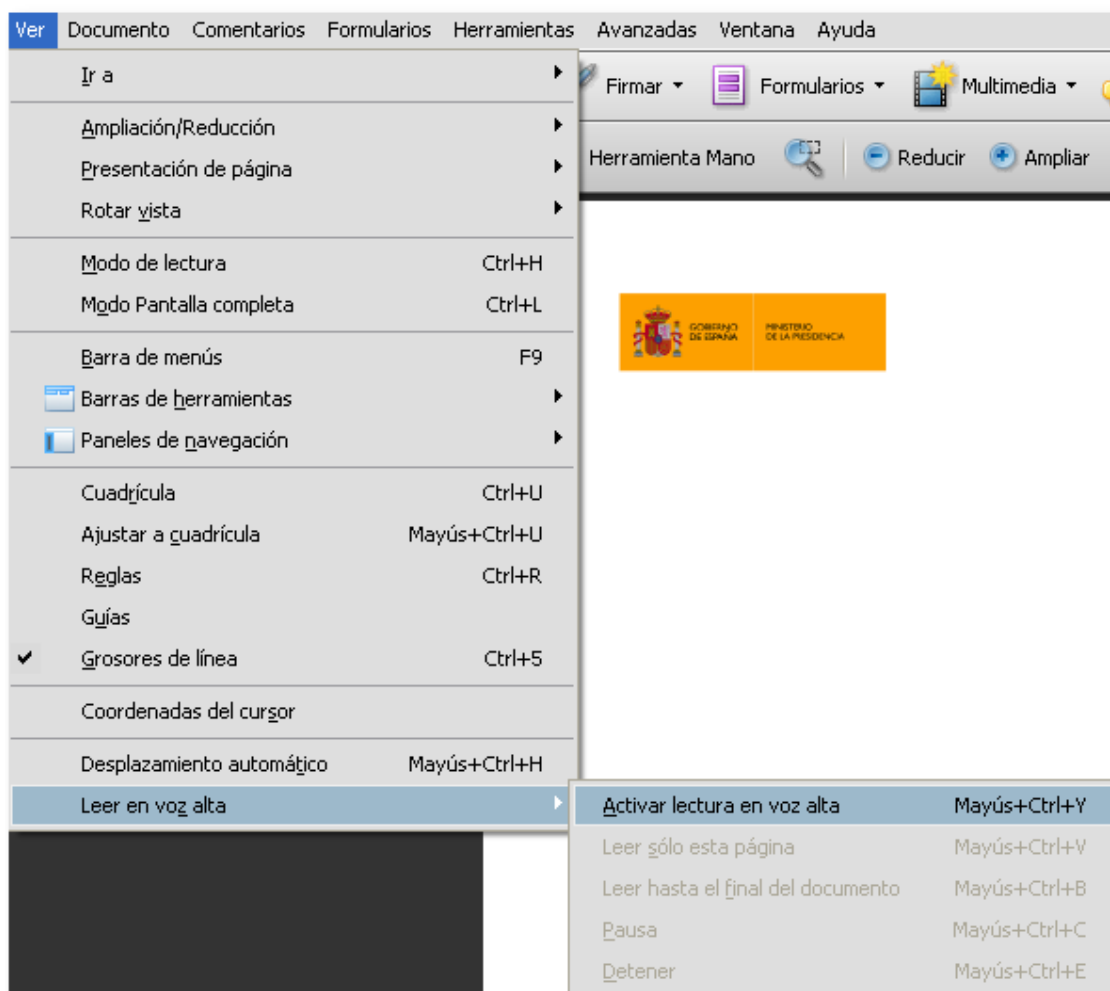 Ver Documento Comentarios Formularios Herramientas Avanzadas Ventana Ayuda
Firmar Formularios Multimedia
Herramienta Mano Reducir Ampliar
Ir a
Ampliación/Reducción
Presentación de página
Rotar vista
Modo de lectura Ctrl+H
Modo Pantalla completa Ctrl+L
Barra de menús F9
Barras de herramientas
Paneles de navegación
Cuadrícula Ctrl+U
Ajustar a cuadrícula Mayús+Ctrl+U
Reglas Ctrl+R
Guías
Grosores de línea Ctrl+5
Coordenadas del cursor
Desplazamiento automático Mayús+Ctrl+H
Leer en voz alta
GOBIERNO
DE ESPAÑA
MINISTERIO
DE LA PRESIDENCIA
Activar lectura en voz alta Mayús+Ctrl+Y
Leer sólo esta página Mayús+Ctrl+V
Leer hasta el final del documento Mayús+Ctrl+B
Pausa Mayús+Ctrl+C
Detener Mayús+Ctrl+E